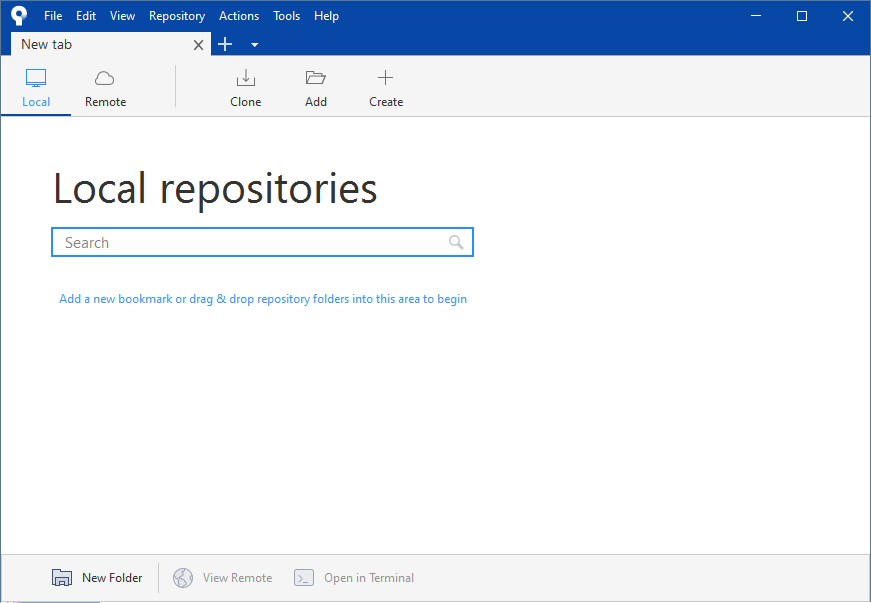 File Edit View Repository Actions Tools Help
New tab
Local Remote Clone Add Create
Local repositories
Search
Add a new bookmark or drag & drop repository folders into this area to begin
New Folder View Remote Open in Terminal